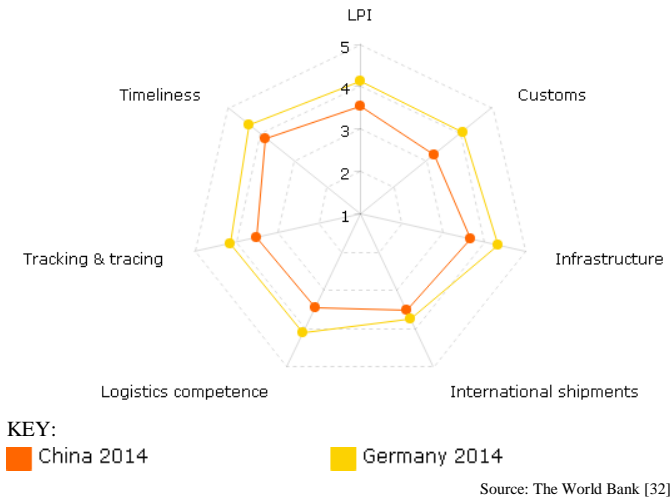 LPI
5
Timeliness
Customs
4
3
2
1
Tracking & tracing
Infrastructure
Logistics competence
International shipments
KEY:
China 2014
Germany 2014
Source: The World Bank [32]